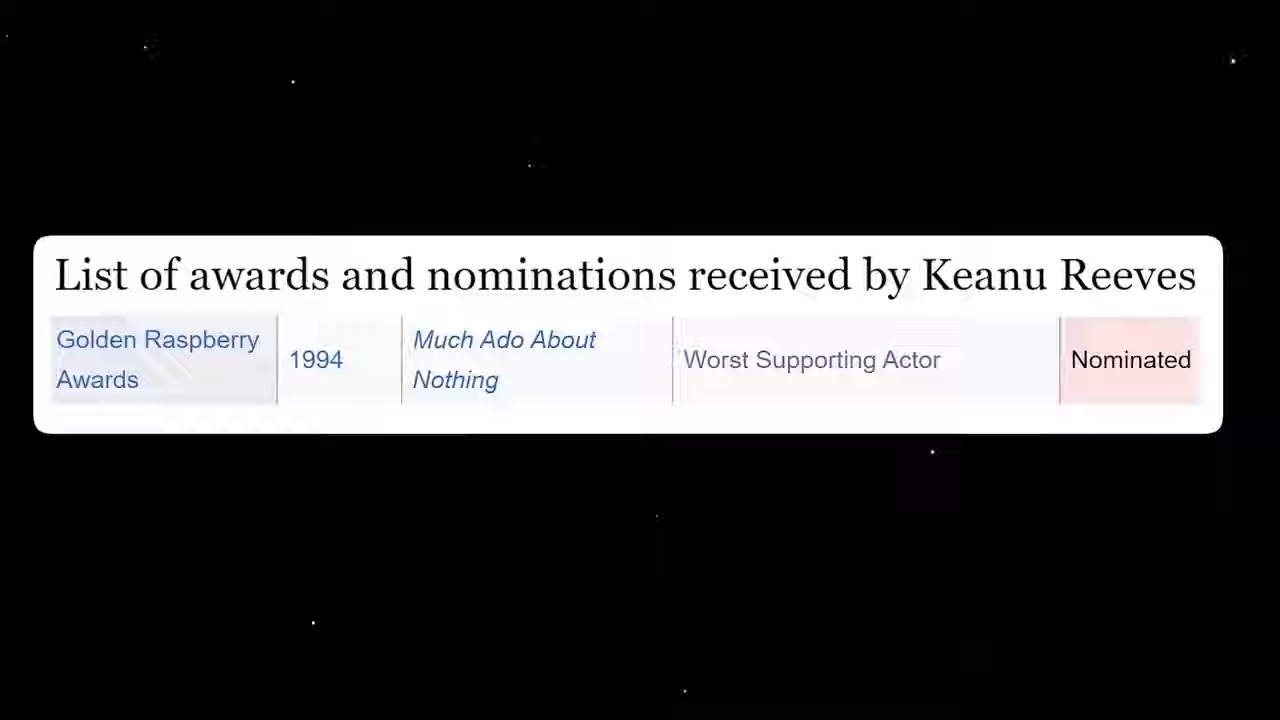 List of awards and nominations received by Keanu Reeves
Golden Raspberry
Awards
1994
Much Ado About
Nothing
Worst Supporting Actor
Nominated